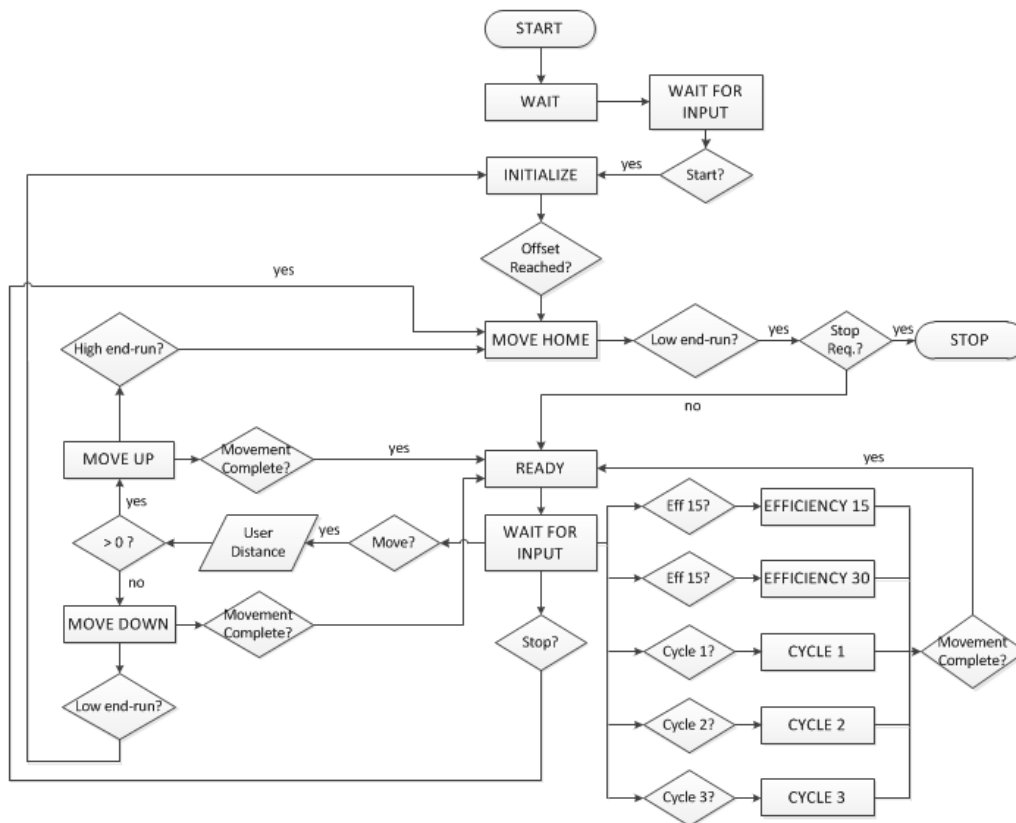 START
WAIT
WAIT FOR
INPUT
INITIALIZE
yes
Start?
Offset
Reached?
yes
High end-run?
MOVE HOME
Low end-run?
yes
Stop
Req.?
yes
STOP
no
MOVE UP
Movement
Complete?
yes
READY
yes
yes
> 0 ?
User
Distance
yes
Move?
WAIT FOR
INPUT
Eff 15?
EFFICIENCY 15
no
Eff 15?
EFFICIENCY 30
MOVE DOWN
Movement
Complete?
Stop?
Cycle 1?
CYCLE 1
Movement
Complete?
Low end-run?
Cycle 2?
CYCLE 2
Cycle 3?
CYCLE 3